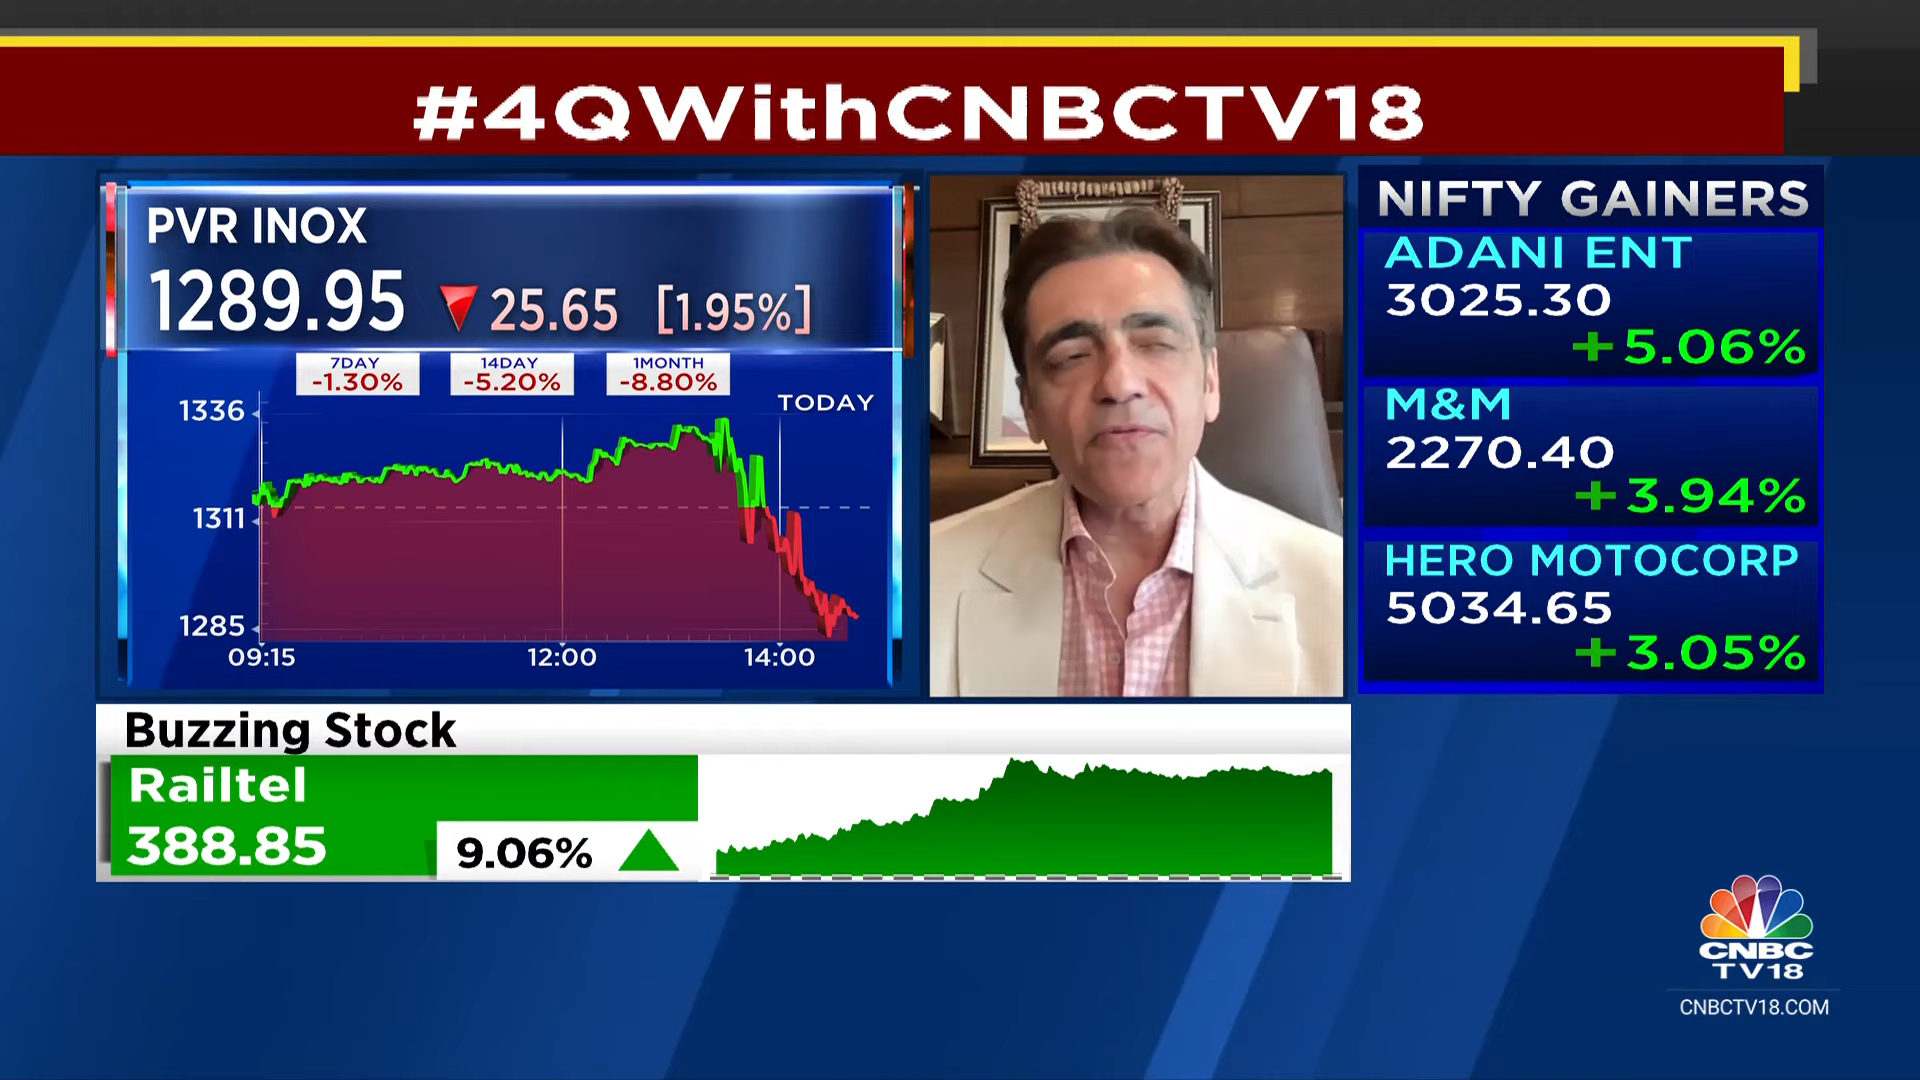 #4QWithCNBCTV18
PVR INOX
1289.95 ▼ 25.65 [1.95%]
7DAY
-1.30%
14DAY
-5.20%
1MONTH
-8.80%
TODAY
1336
1311
1285
09:15 12:00 14:00
NIFTY GAINERS
ADANI ENT
3025.30
+5.06%
M&M
2270.40
+3.94%
HERO MOTOCORP
5034.65
+3.05%
Buzzing Stock
Railtel
388.85
9.06% ▲
CNBC
TV18
CNBCTV18.COM